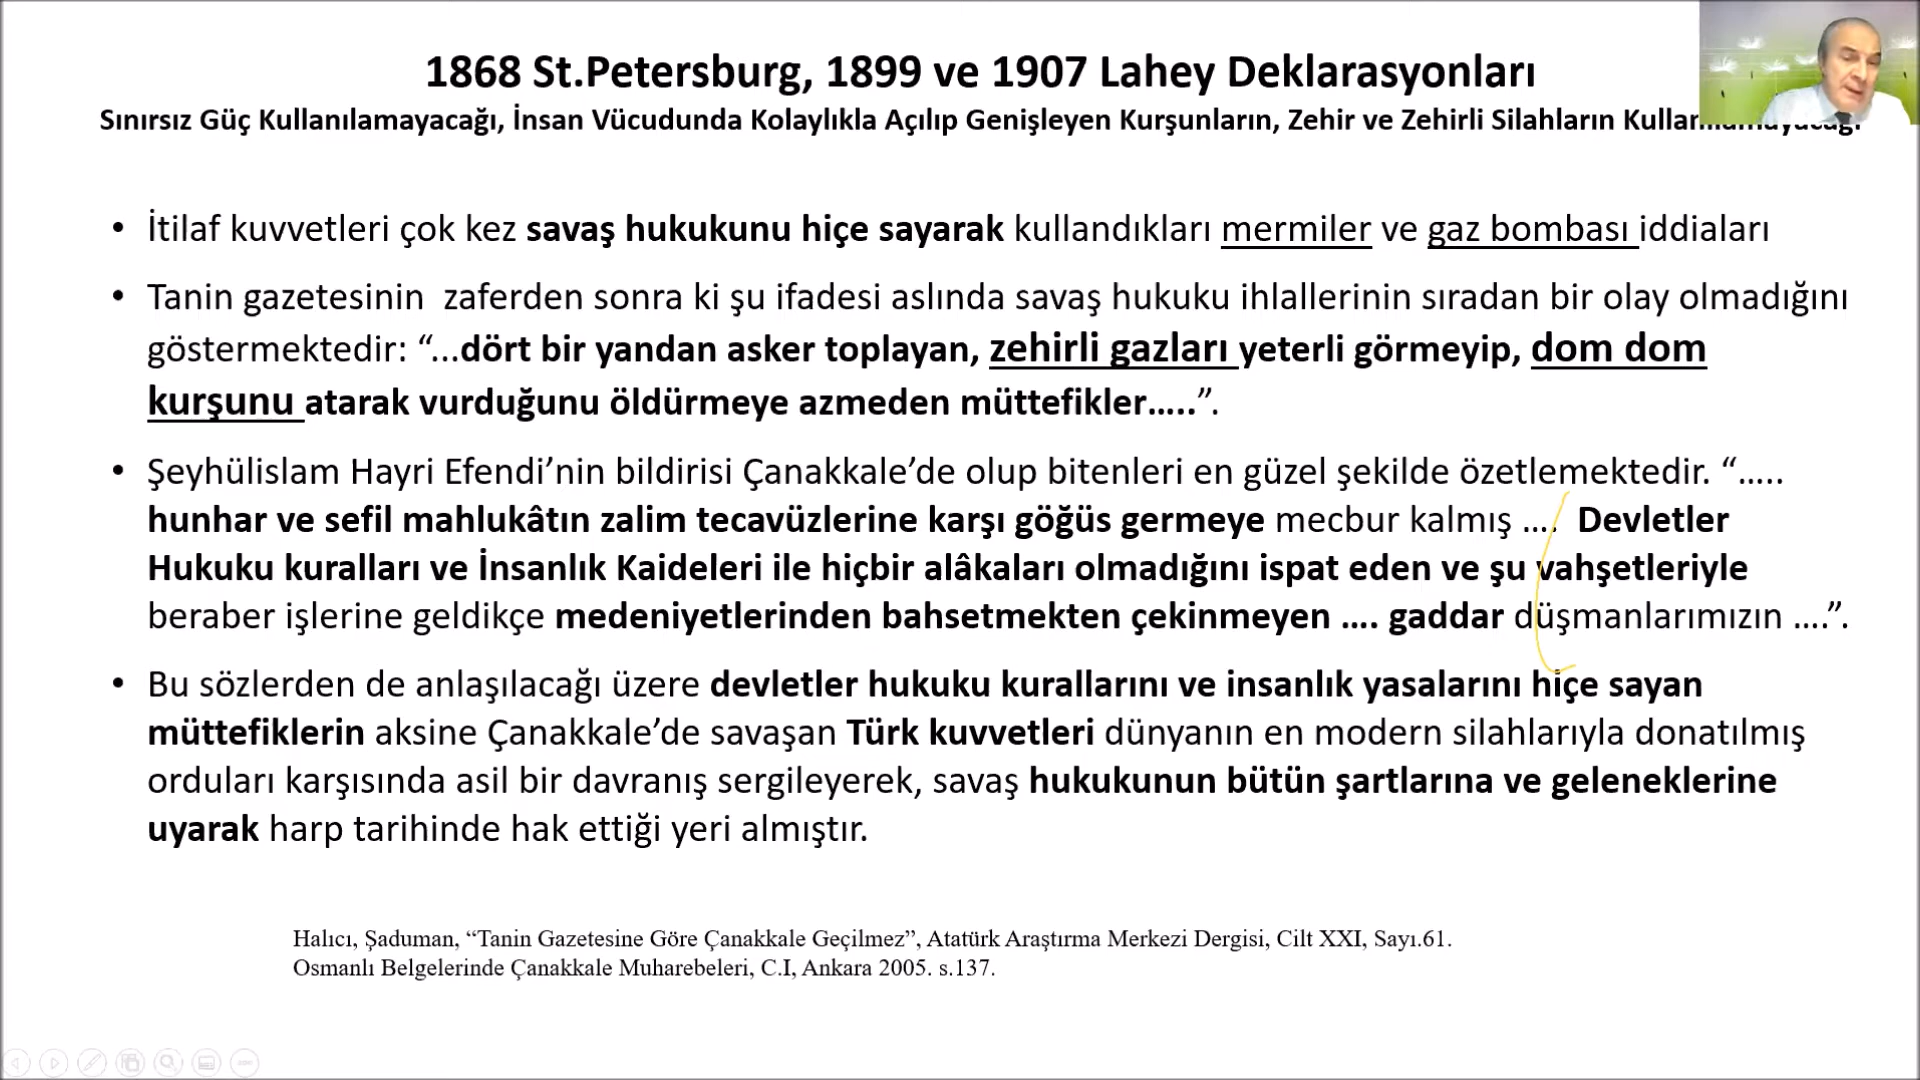 1868 St.Petersburg, 1899 ve 1907 Lahey Deklarasyonları
Sınırsız Güç Kullanılamayacağı, İnsan Vücudunda Kolaylıkla Açılıp Genişleyen Kurşunların, Zehir ve Zehirli Silahların
• İtilaf kuvvetleri çok kez savaş hukukunu hiçe sayarak kullandıkları mermiler ve gaz bombası iddiaları
• Tanin gazetesinin  zaferden sonra ki şu ifadesi aslında savaş hukuku ihlallerinin sıradan bir olay olmadığını
göstermektedir: “...dört bir yandan asker toplayan, zehirli gazları yeterli görmeyip, dom dom
kurşunu atarak vurduğunu öldürmeye azmeden müttefikler.....”.
• Şeyhülislam Hayri Efendi’nin bildirisi Çanakkale’de olup bitenleri en güzel şekilde özetlemektedir. “.....
hunhar ve sefil mahlukâtın zalim tecavüzlerine karşı göğüs germeye mecbur kalmış .... Devletler
Hukuku kuralları ve İnsanlık Kaideleri ile hiçbir alâkaları olmadığını ispat eden ve şu vahşetleriyle
beraber işlerine geldikçe medeniyetlerinden bahsetmekten çekinmeyen .... gaddar düşmanlarımızın ....”.
• Bu sözlerden de anlaşılacağı üzere devletler hukuku kurallarını ve insanlık yasalarını hiçe sayan
müttefiklerin aksine Çanakkale’de savaşan Türk kuvvetleri dünyanın en modern silahlarıyla donatılmış
orduları karşısında asil bir davranış sergileyerek, savaş hukukunun bütün şartlarına ve geleneklerine
uyarak harp tarihinde hak ettiği yeri almıştır.
Halıcı, Şaduman, “Tanin Gazetesine Göre Çanakkale Geçilmez”, Atatürk Araştırma Merkezi Dergisi, Cilt XXI, Sayı.61.
Osmanlı Belgelerinde Çanakkale Muharebeleri, C.I, Ankara 2005. s.137.